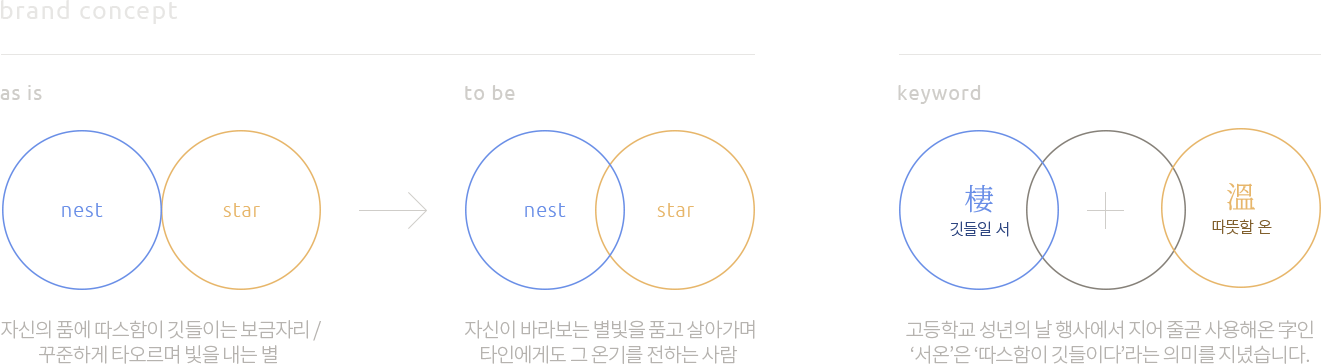 brand concept
as is
nest
star
자신의 품에 따스함이 깃들이는 보금자리 /
꾸준하게 타오르며 빛을 내는 별
to be
nest
star
자신이 바라보는 별빛을 품고 살아가며
타인에게도 그 온기를 전하는 사람
keyword
棲
깃들일 서
+
溫
따뜻할 온
고등학교 성년의 날 행사에서 지어 줄곧 사용해온 字인
‘서온’은 ‘따스함이 깃들이다’라는 의미를 지녔습니다.